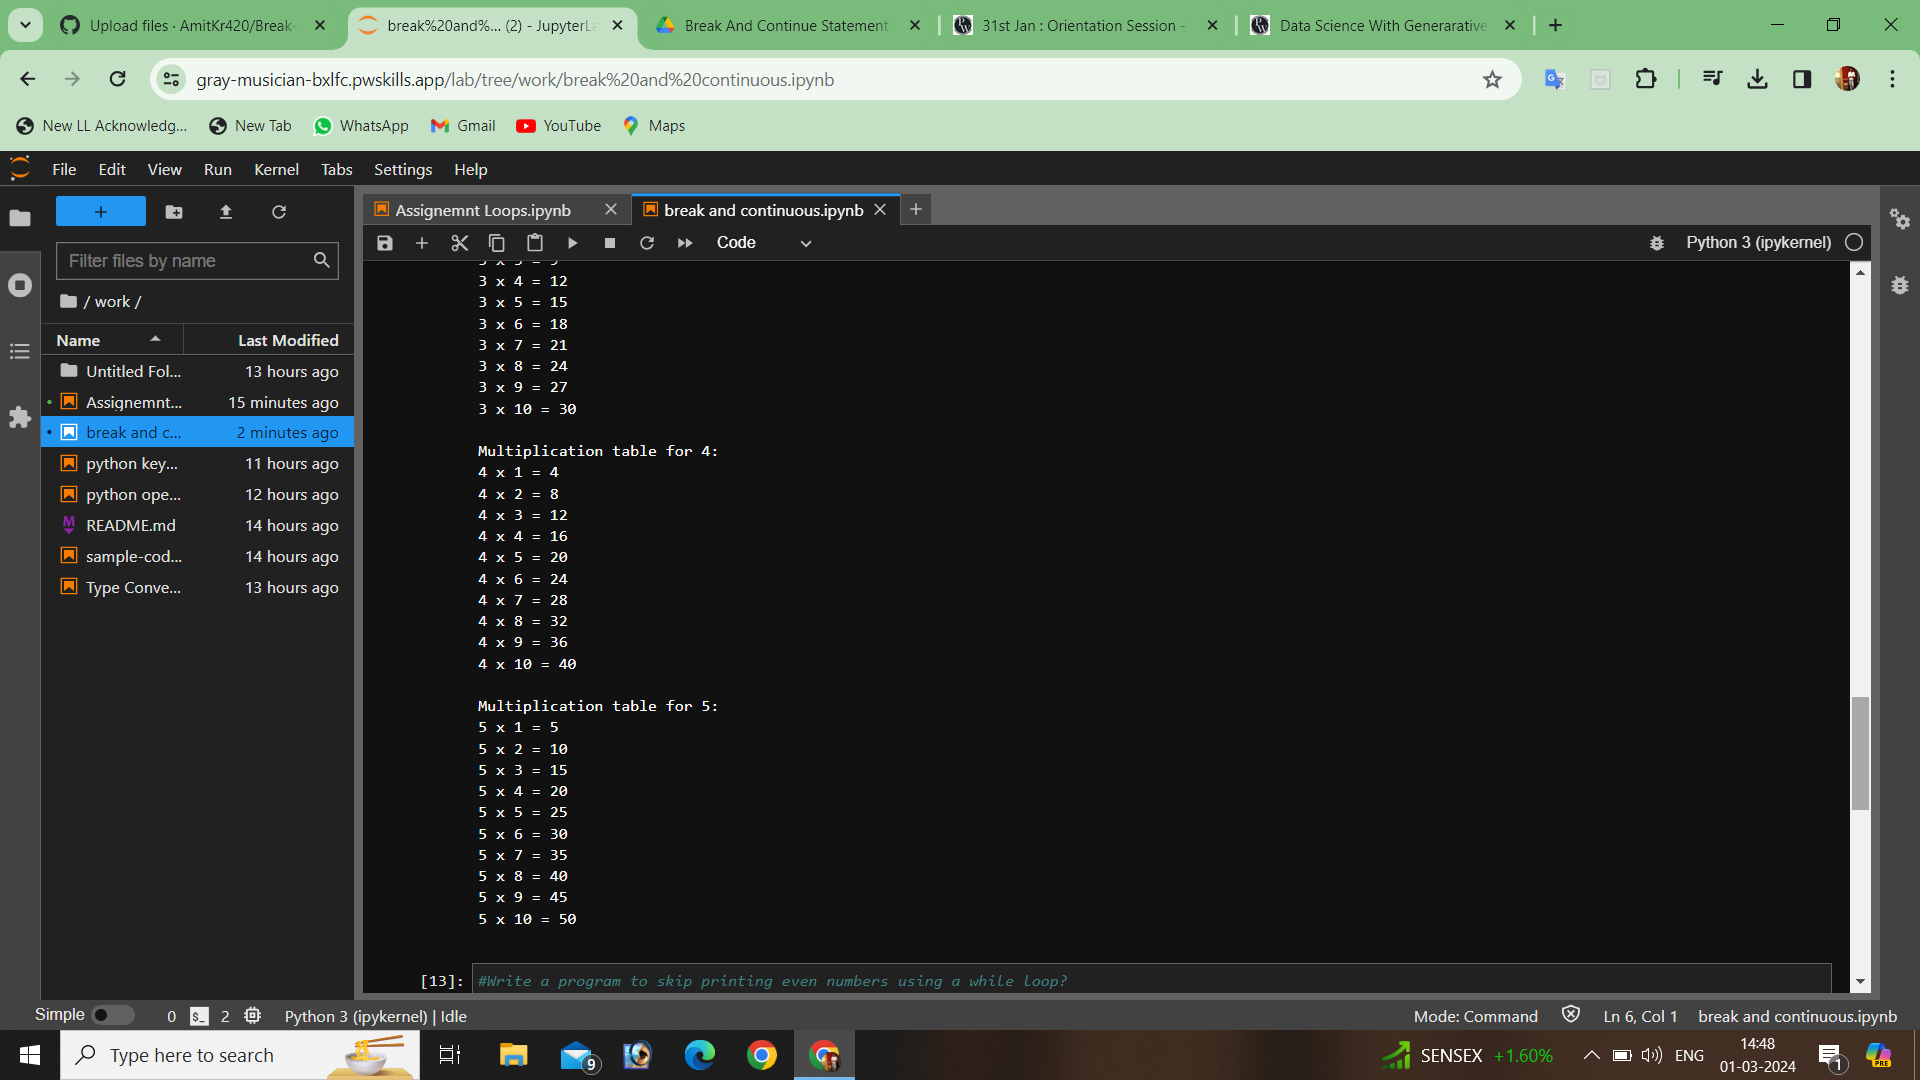 Upload files · AmitKr420/Break-
break%20and%... (2) - JupyterLa
Break And Continue Statement
31st Jan : Orientation Session -
Data Science With Generarative
gray-musician-bxlfc.pwskills.app/lab/tree/work/break%20and%20continuous.ipynb
New LL Acknowledg...
New Tab
WhatsApp
Gmail
YouTube
Maps
File
Edit
View
Run
Kernel
Tabs
Settings
Help
Filter files by name
/ work /
Name
Last Modified
Untitled Fol...
13 hours ago
Assignemnt...
15 minutes ago
break and c...
2 minutes ago
python key...
11 hours ago
python ope...
12 hours ago
README.md
14 hours ago
sample-cod...
14 hours ago
Type Conve...
13 hours ago
Assignemnt Loops.ipynb
break and continuous.ipynb
Code
Python 3 (ipykernel)
3 x 3 = 9
3 x 4 = 12
3 x 5 = 15
3 x 6 = 18
3 x 7 = 21
3 x 8 = 24
3 x 9 = 27
3 x 10 = 30
Multiplication table for 4:
4 x 1 = 4
4 x 2 = 8
4 x 3 = 12
4 x 4 = 16
4 x 5 = 20
4 x 6 = 24
4 x 7 = 28
4 x 8 = 32
4 x 9 = 36
4 x 10 = 40
Multiplication table for 5:
5 x 1 = 5
5 x 2 = 10
5 x 3 = 15
5 x 4 = 20
5 x 5 = 25
5 x 6 = 30
5 x 7 = 35
5 x 8 = 40
5 x 9 = 45
5 x 10 = 50
[13]:
#Write a program to skip printing even numbers using a while loop?
Simple
0
$_
2
Python 3 (ipykernel) | Idle
Mode: Command
Ln 6, Col 1
break and continuous.ipynb
Type here to search
9
SENSEX +1.60%
ENG
14:48
01-03-2024
1
PRE